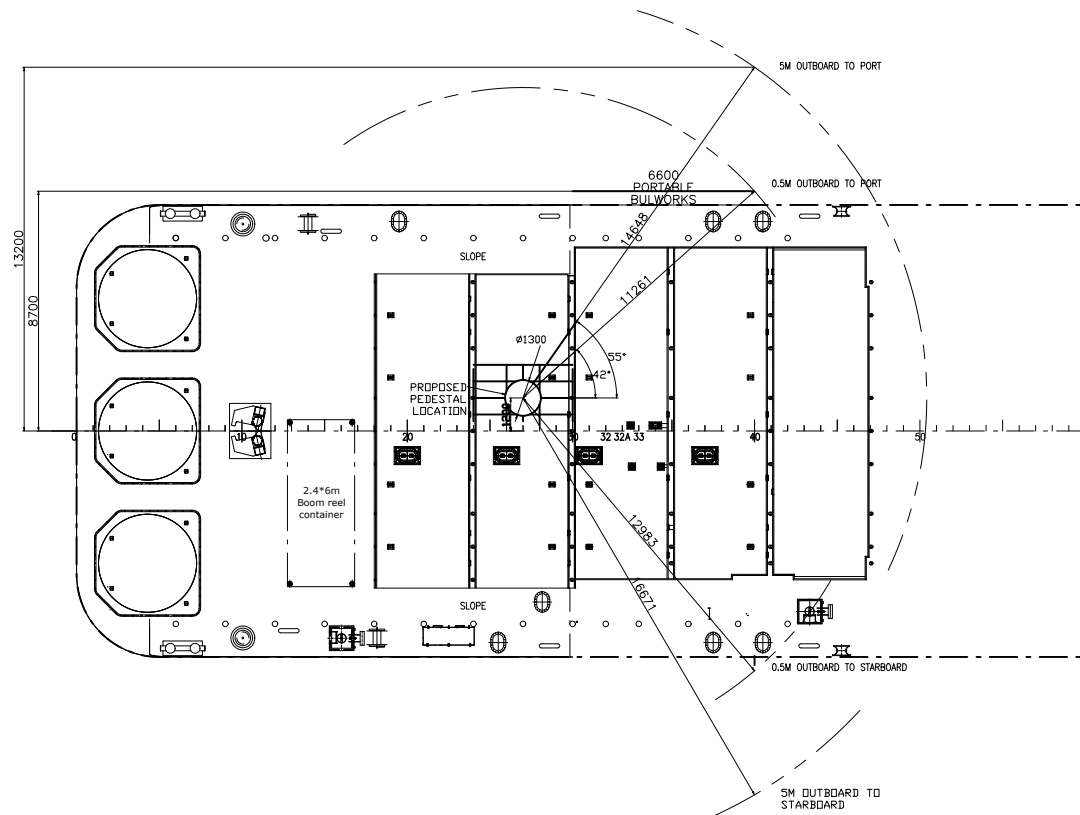 5M OUTBOARD TO PORT
6600
PORTABLE
BULWORKS
0.5M OUTBOARD TO PORT
13200
8700
14648
11261
SLOPE
Ø1300
55°
42°
PROPOSED
PEDESTAL
LOCATION
1200
0
10
20
30
32 32A 33
40
50
2.4*6m
Boom reel
container
12983
16671
SLOPE
0.5M OUTBOARD TO STARBOARD
5M OUTBOARD TO
STARBOARD